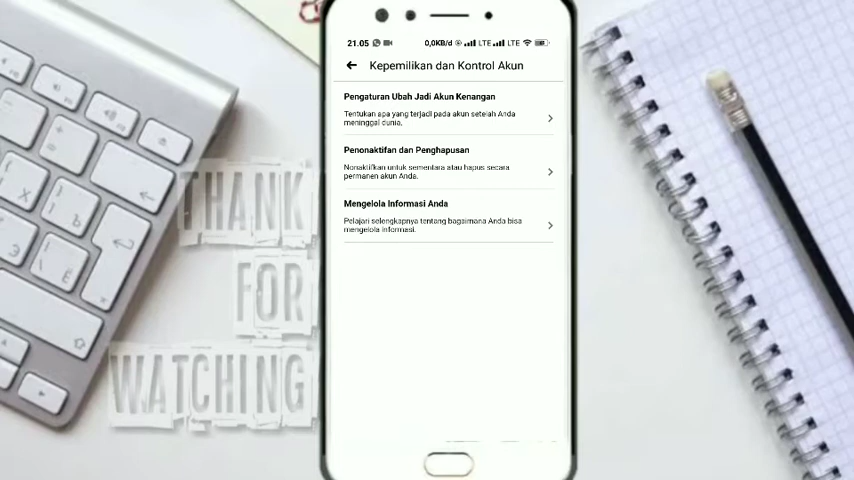 21.05
0,0KB/d
LTE
LTE
Kepemilikan dan Kontrol Akun
Pengaturan Ubah Jadi Akun Kenangan
Tentukan apa yang terjadi pada akun setelah Anda
meninggal dunia.
Penonaktifan dan Penghapusan
Nonaktifkan untuk sementara atau hapus secara
permanen akun Anda.
Mengelola Informasi Anda
Pelajari selengkapnya tentang bagaimana Anda bisa
mengelola informasi.
THANK
FOR
WATCHING